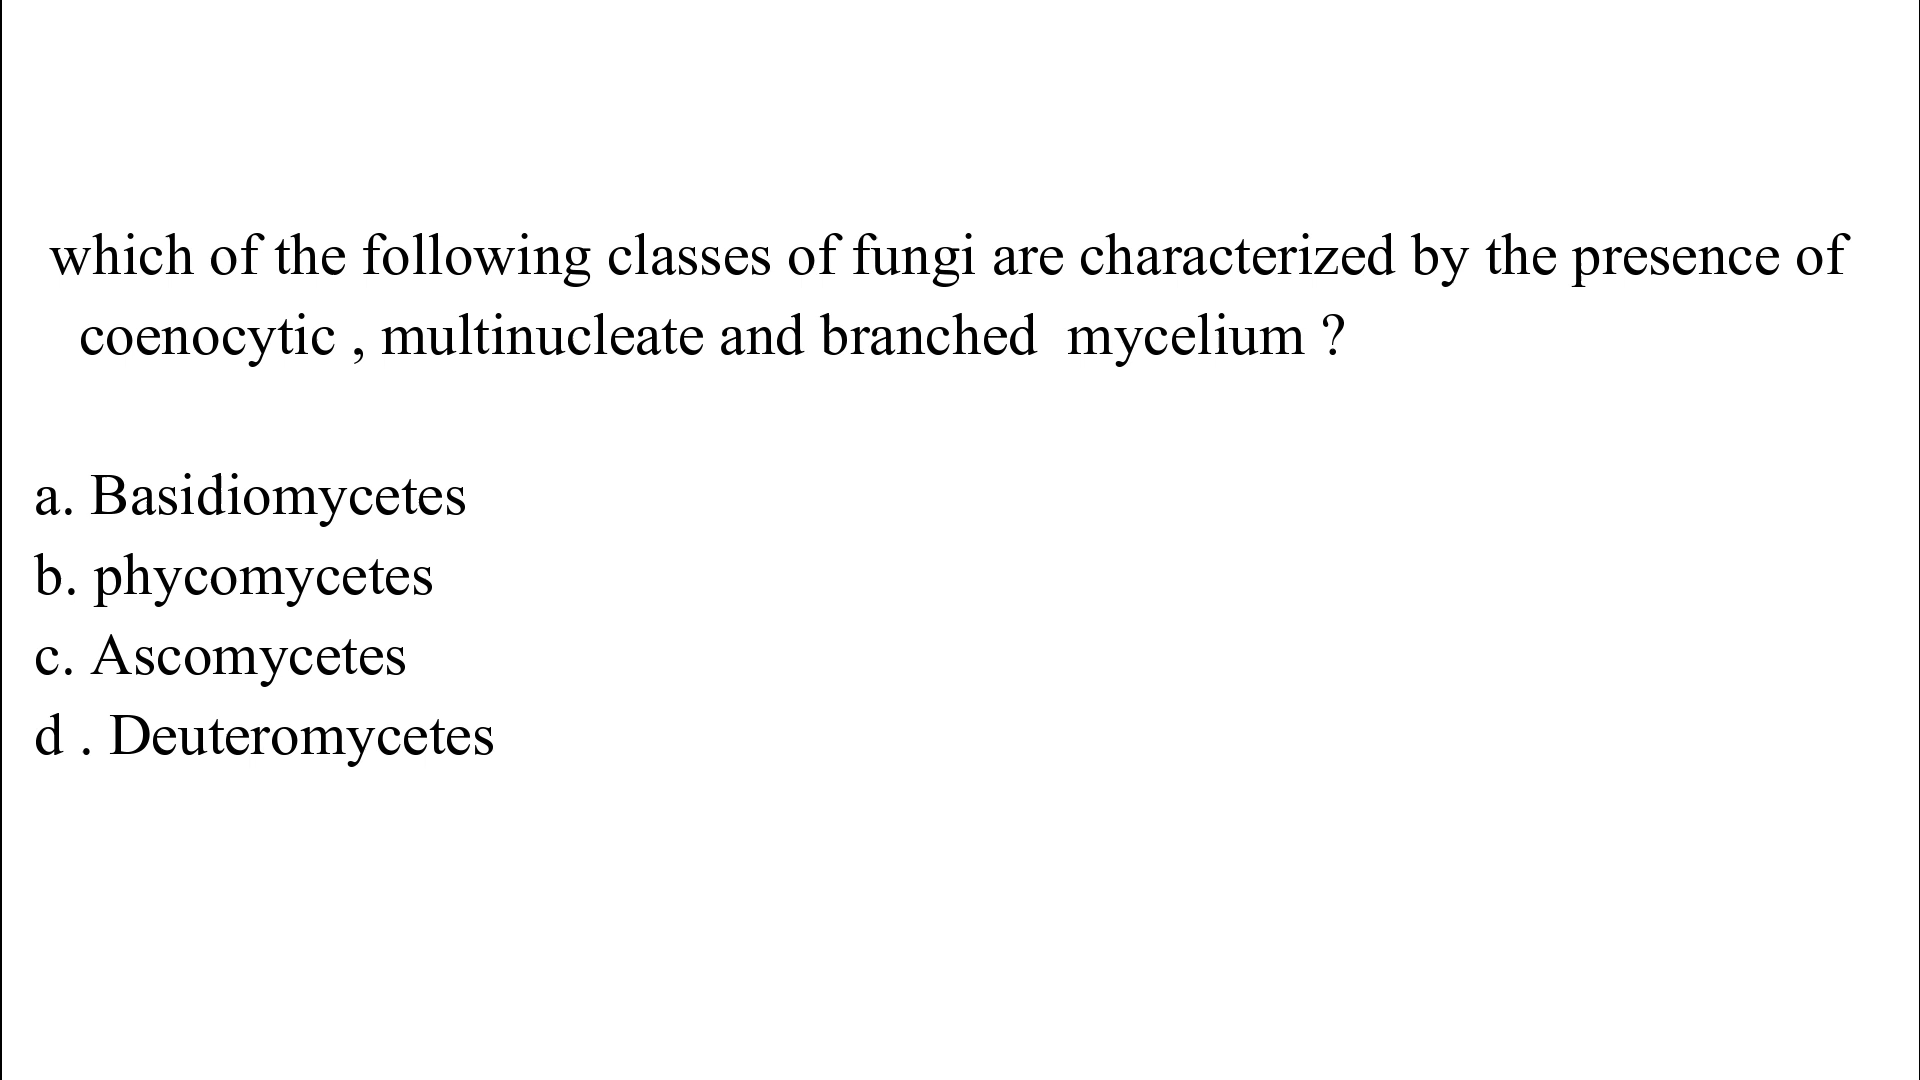 which of the following classes of fungi are characterized by the presence of
coenocytic , multinucleate and branched  mycelium ?
a. Basidiomycetes
b. phycomycetes
c. Ascomycetes
d . Deuteromycetes